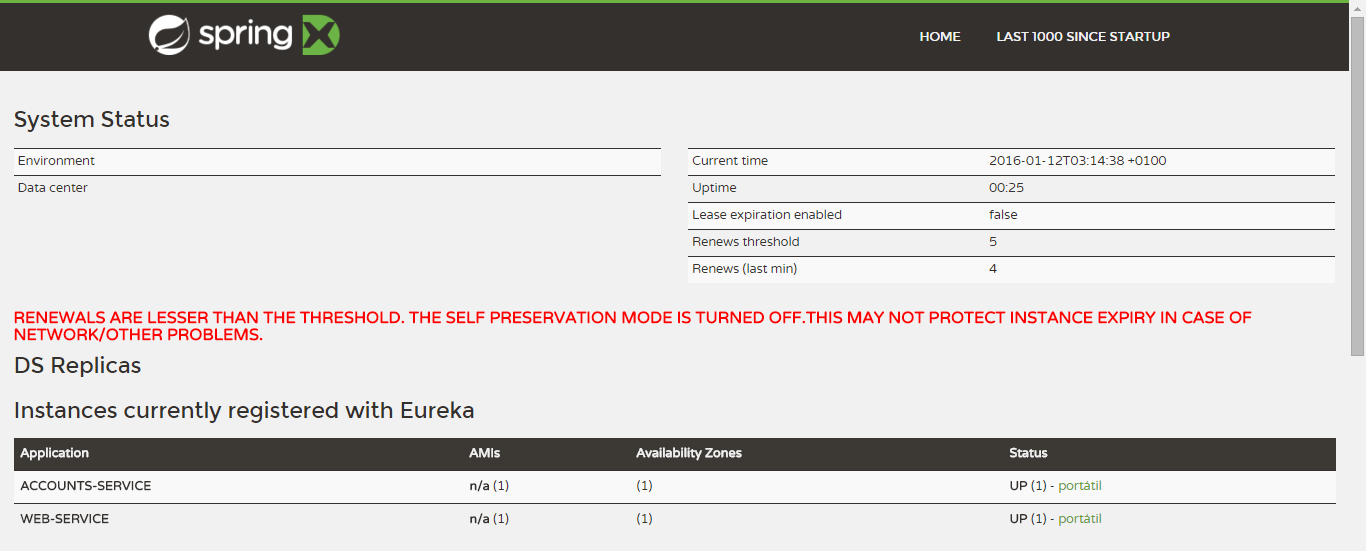 spring
HOME LAST 1000 SINCE STARTUP
System Status
Environment
Data center
Current time 2016-01-12T03:14:38 +0100
Uptime 00:25
Lease expiration enabled false
Renews threshold 5
Renews (last min) 4
RENEWALS ARE LESSER THAN THE THRESHOLD. THE SELF PRESERVATION MODE IS TURNED OFF.THIS MAY NOT PROTECT INSTANCE EXPIRY IN CASE OF
NETWORK/OTHER PROBLEMS.
DS Replicas
Instances currently registered with Eureka
Application AMIs Availability Zones Status
ACCOUNTS-SERVICE n/a (1) (1) UP (1) - portátil
WEB-SERVICE n/a (1) (1) UP (1) - portátil